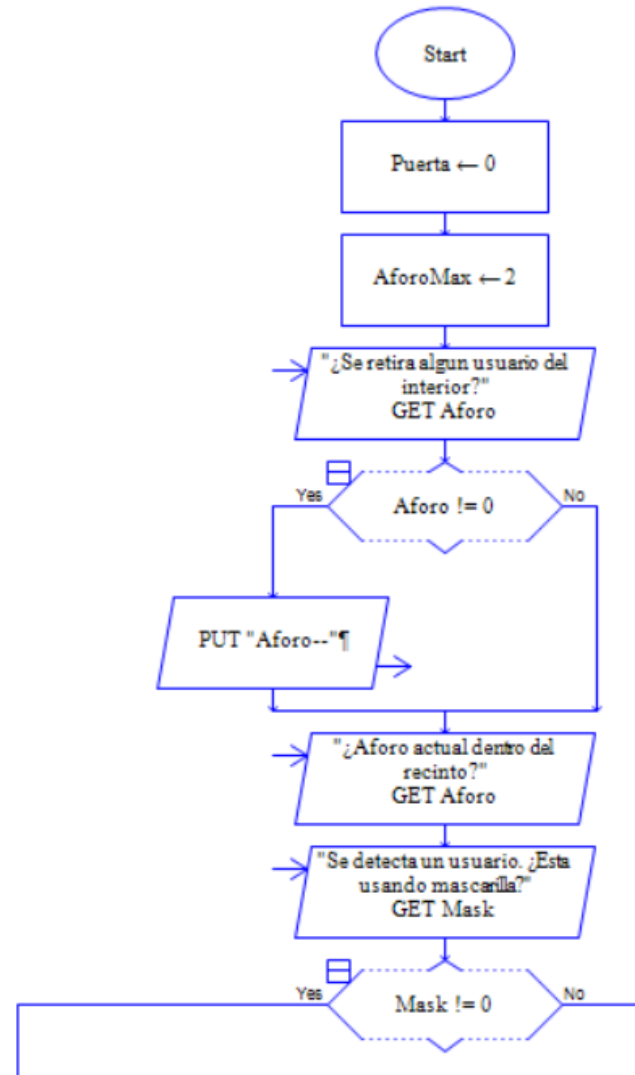 Start
Puerta ← 0
AforoMax ← 2
"¿Se retira algun usuario del
interior?"
GET Aforo
Yes
Aforo != 0
No
PUT "Aforo--"¶
"¿Aforo actual dentro del
recinto?"
GET Aforo
"Se detecta un usuario. ¿Esta
usando mascarilla?"
GET Mask
Yes
Mask != 0
No